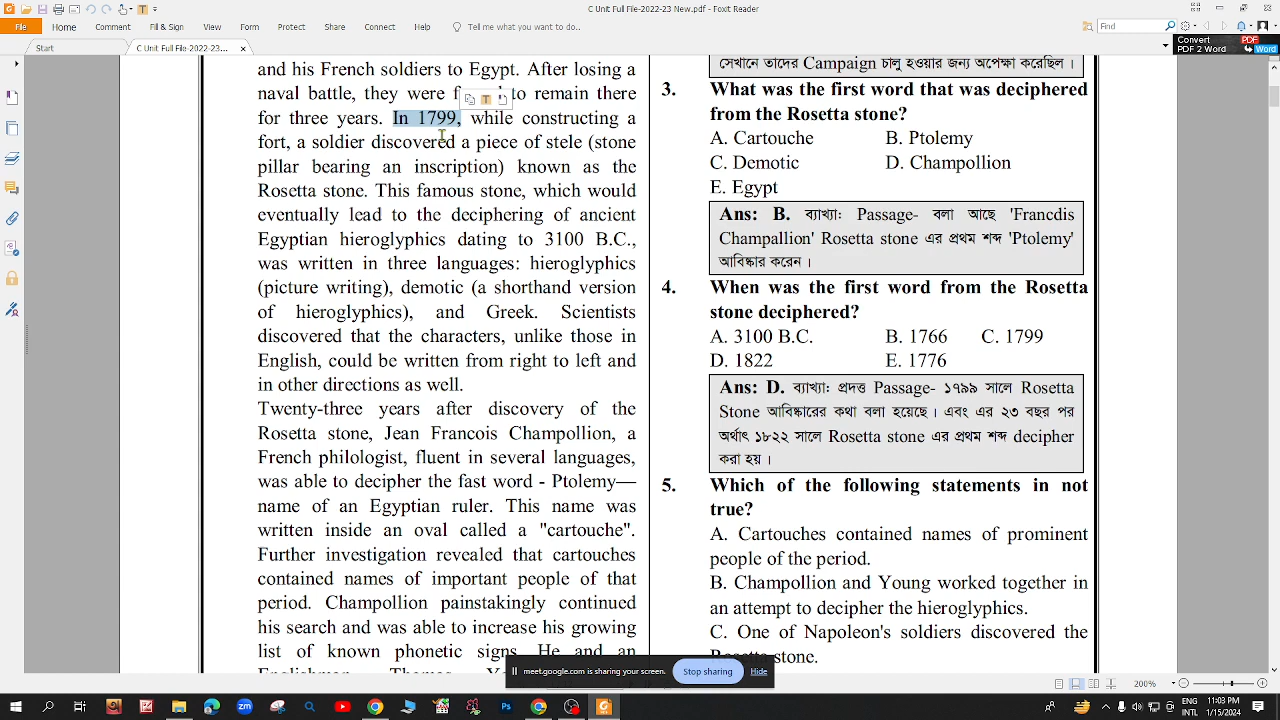 C Unit Full File-2022-23 New.pdf - Foxit Reader
File Home Comment Fill & Sign View Form Protect Share Connect Help Tell me what you want to do... Find
Start C Unit Full File-2022-23... Convert PDF
PDF 2 Word Word
and his French soldiers to Egypt. After losing a
naval battle, they were f to remain there
for three years. In 1799, while constructing a
fort, a soldier discovered a piece of stele (stone
pillar bearing an inscription) known as the
Rosetta stone. This famous stone, which would
eventually lead to the deciphering of ancient
Egyptian hieroglyphics dating to 3100 B.C.,
was written in three languages: hieroglyphics
(picture writing), demotic (a shorthand version
of hieroglyphics), and Greek. Scientists
discovered that the characters, unlike those in
English, could be written from right to left and
in other directions as well.
Twenty-three years after discovery of the
Rosetta stone, Jean Francois Champollion, a
French philologist, fluent in several languages,
was able to decipher the fast word - Ptolemy—
name of an Egyptian ruler. This name was
written inside an oval called a "cartouche".
Further investigation revealed that cartouches
contained names of important people of that
period. Champollion painstakingly continued
his search and was able to increase his growing
list of known phonetic signs. He and an
সেখানে তাদের Campaign চালু হওয়ার জন্য অপেক্ষা করেছিল।
3. What was the first word that was deciphered
from the Rosetta stone?
A. Cartouche B. Ptolemy
C. Demotic D. Champollion
E. Egypt
Ans: B. ব্যাখ্যাঃ Passage- বলা আছে 'Francdis
Champallion' Rosetta stone এর প্রথম শব্দ 'Ptolemy'
আবিষ্কার করেন।
4. When was the first word from the Rosetta
stone deciphered?
A. 3100 B.C. B. 1766 C. 1799
D. 1822 E. 1776
Ans: D. ব্যাখ্যাঃ প্রদত্ত Passage- ১৭৯৯ সালে Rosetta
Stone আবিষ্কারের কথা বলা হয়েছে। এবং এর ২৩ বছর পর
অর্থাৎ ১৮২২ সালে Rosetta stone এর প্রথম শব্দ decipher
করা হয়।
5. Which of the following statements in not
true?
A. Cartouches contained names of prominent
people of the period.
B. Champollion and Young worked together in
an attempt to decipher the hieroglyphics.
C. One of Napoleon's soldiers discovered the
Rosetta stone.
meet.google.com is sharing your screen. Stop sharing Hide
200%
INTL 11:03 PM
1/15/2024